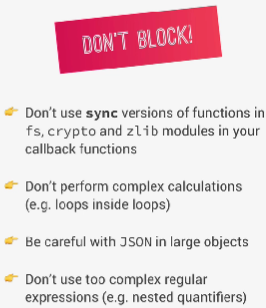 DON'T BLOCK!
Don't use sync versions of functions in
fs, crypto and zlib modules in your
callback functions
Don't perform complex calculations
(e.g. loops inside loops)
Be careful with JSON in large objects
Don't use too complex regular
expressions (e.g. nested quantifiers)